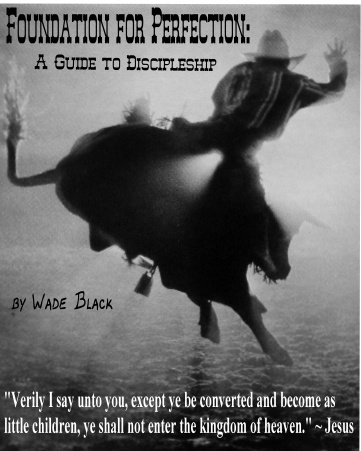 Foundation for Perfection:
A Guide to Discipleship
by Wade Black
"Verily I say unto you, except ye be converted and become as
little children, ye shall not enter the kingdom of heaven." ~ Jesus